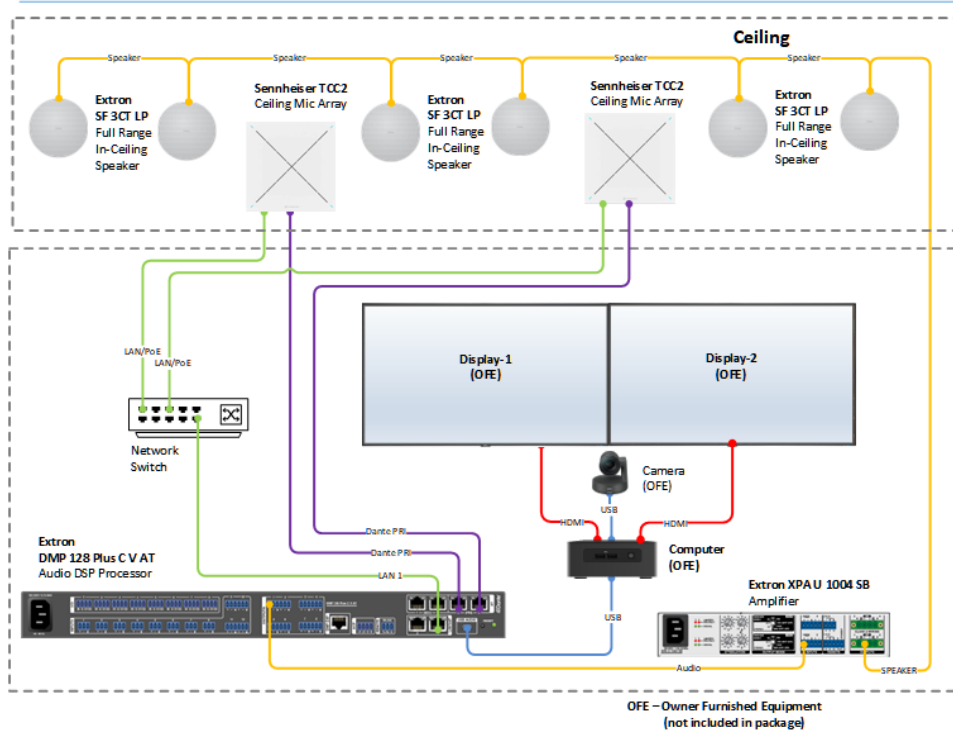 Ceiling
Speaker
Speaker
Speaker
Speaker
Speaker
Extron
SF 3CT LP
Full Range
In-Ceiling
Speaker
Sennheiser TCC2
Ceiling Mic Array
Extron
SF 3CT LP
Full Range
In-Ceiling
Speaker
Sennheiser TCC2
Ceiling Mic Array
Extron
SF 3CT LP
Full Range
In-Ceiling
Speaker
LAN/PoE
LAN/PoE
Display-1
(OFE)
Display-2
(OFE)
Network
Switch
Camera
(OFE)
USB
HDMI
HDMI
Dante PRI
Dante PRI
LAN 1
Computer
(OFE)
Extron
DMP 128 Plus C V AT
Audio DSP Processor
Extron XPA U 1004 SB
Amplifier
USB
Audio
SPEAKER
OFE – Owner Furnished Equipment
(not included in package)